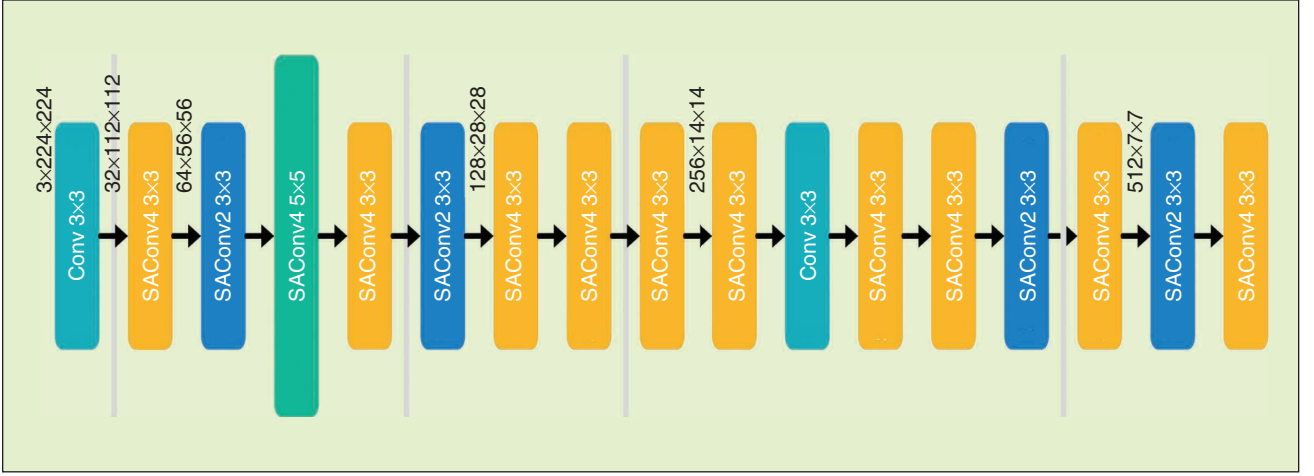 3×224×224
Conv 3×3
32×112×112
SAConv4 3×3
64×56×56
SAConv2 3×3
SAConv4 5×5
SAConv4 3×3
SAConv2 3×3
128×28×28
SAConv4 3×3
SAConv4 3×3
SAConv4 3×3
256×14×14
SAConv4 3×3
Conv 3×3
SAConv4 3×3
SAConv4 3×3
SAConv2 3×3
SAConv4 3×3
512×7×7
SAConv2 3×3
SAConv4 3×3